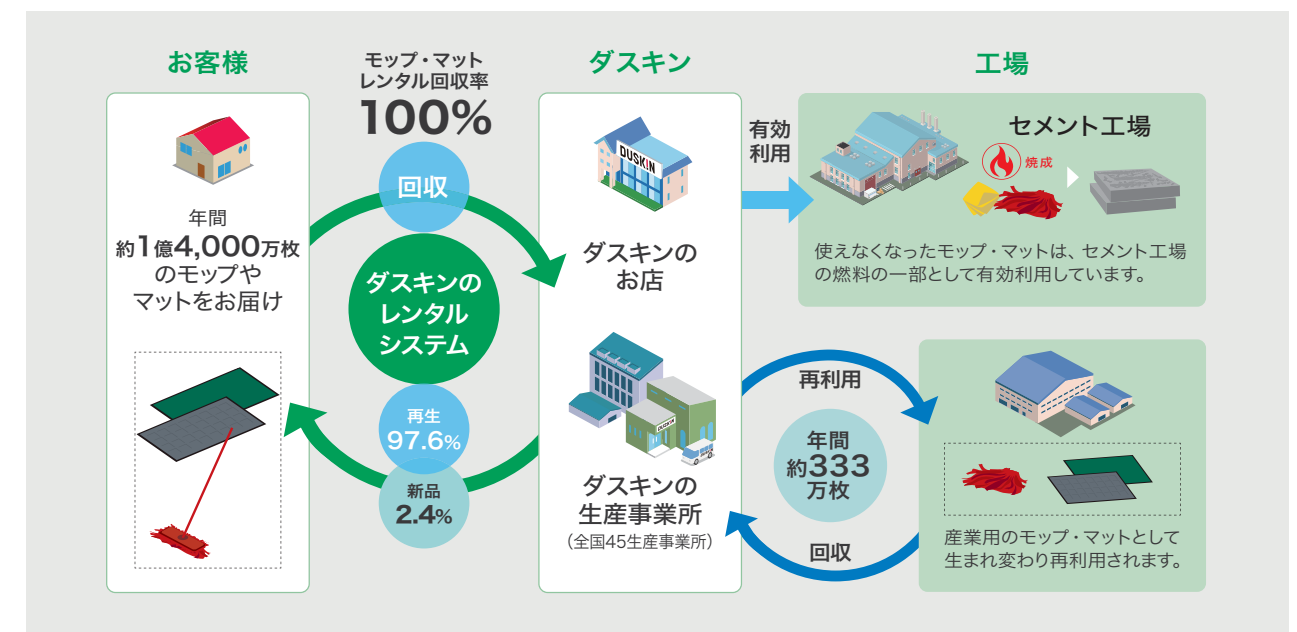 お客様
年間
約1億4,000万枚
のモップや
マットをお届け
モップ・マット
レンタル回収率
100%
回収
ダスキンの
レンタル
システム
再生
97.6%
新品
2.4%
ダスキン
DUSKIN
ダスキンの
お店
DUSKIN
ダスキンの
生産事業所
(全国45生産事業所)
有効
利用
工場
セメント工場
焼成
使えなくなったモップ・マットは、セメント工場
の燃料の一部として有効利用しています。
再利用
年間
約333
万枚
回収
産業用のモップ・マットとして
生まれ変わり再利用されます。